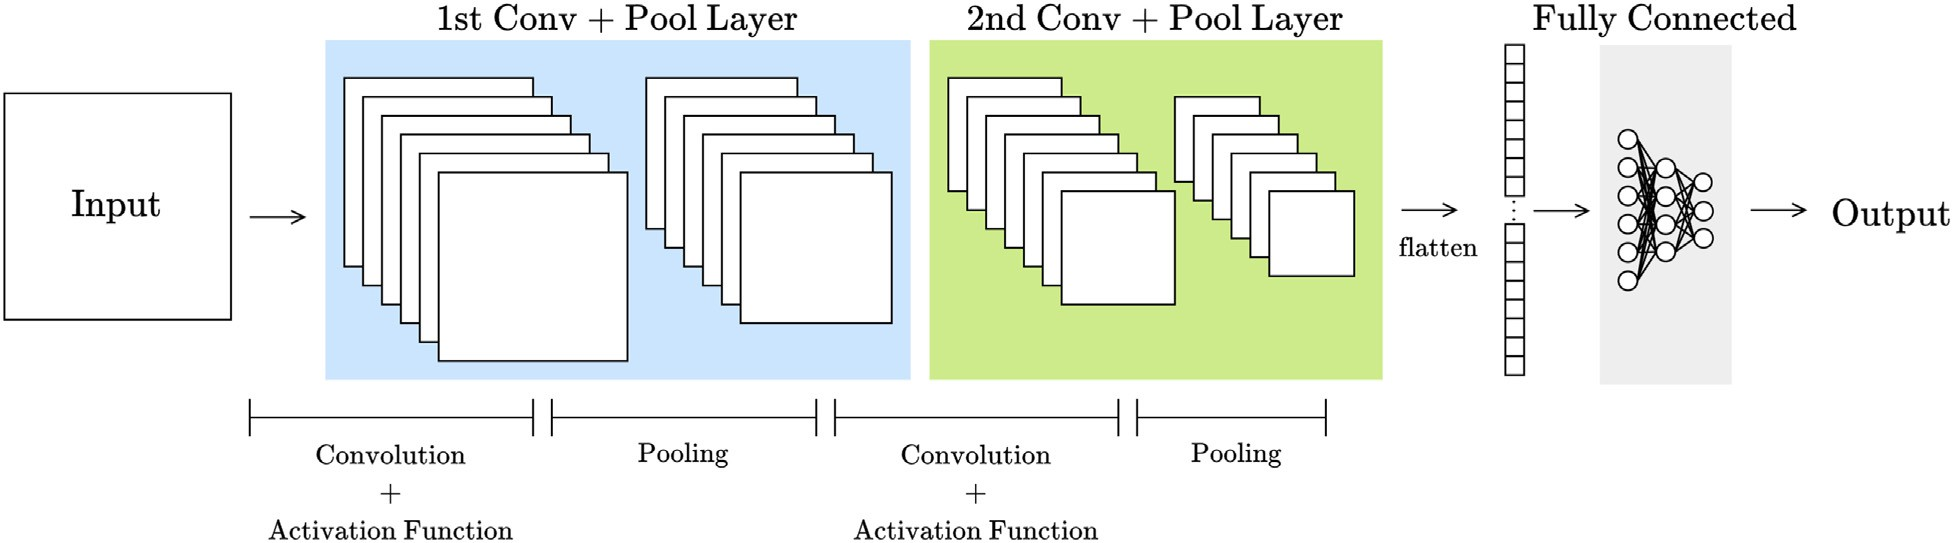 1st Conv + Pool Layer
2nd Conv + Pool Layer
Fully Connected
Input
flatten
Output
Convolution
+
Activation Function
Pooling
Convolution
+
Activation Function
Pooling